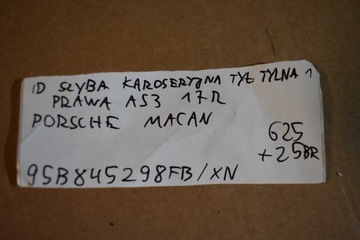 ID SZYBA KAROSERYJNA TYŁ TYLNA 1
PRAWA AS3 17R
PORSCHE MACAN
625
+25BR
95B845298FB/XN